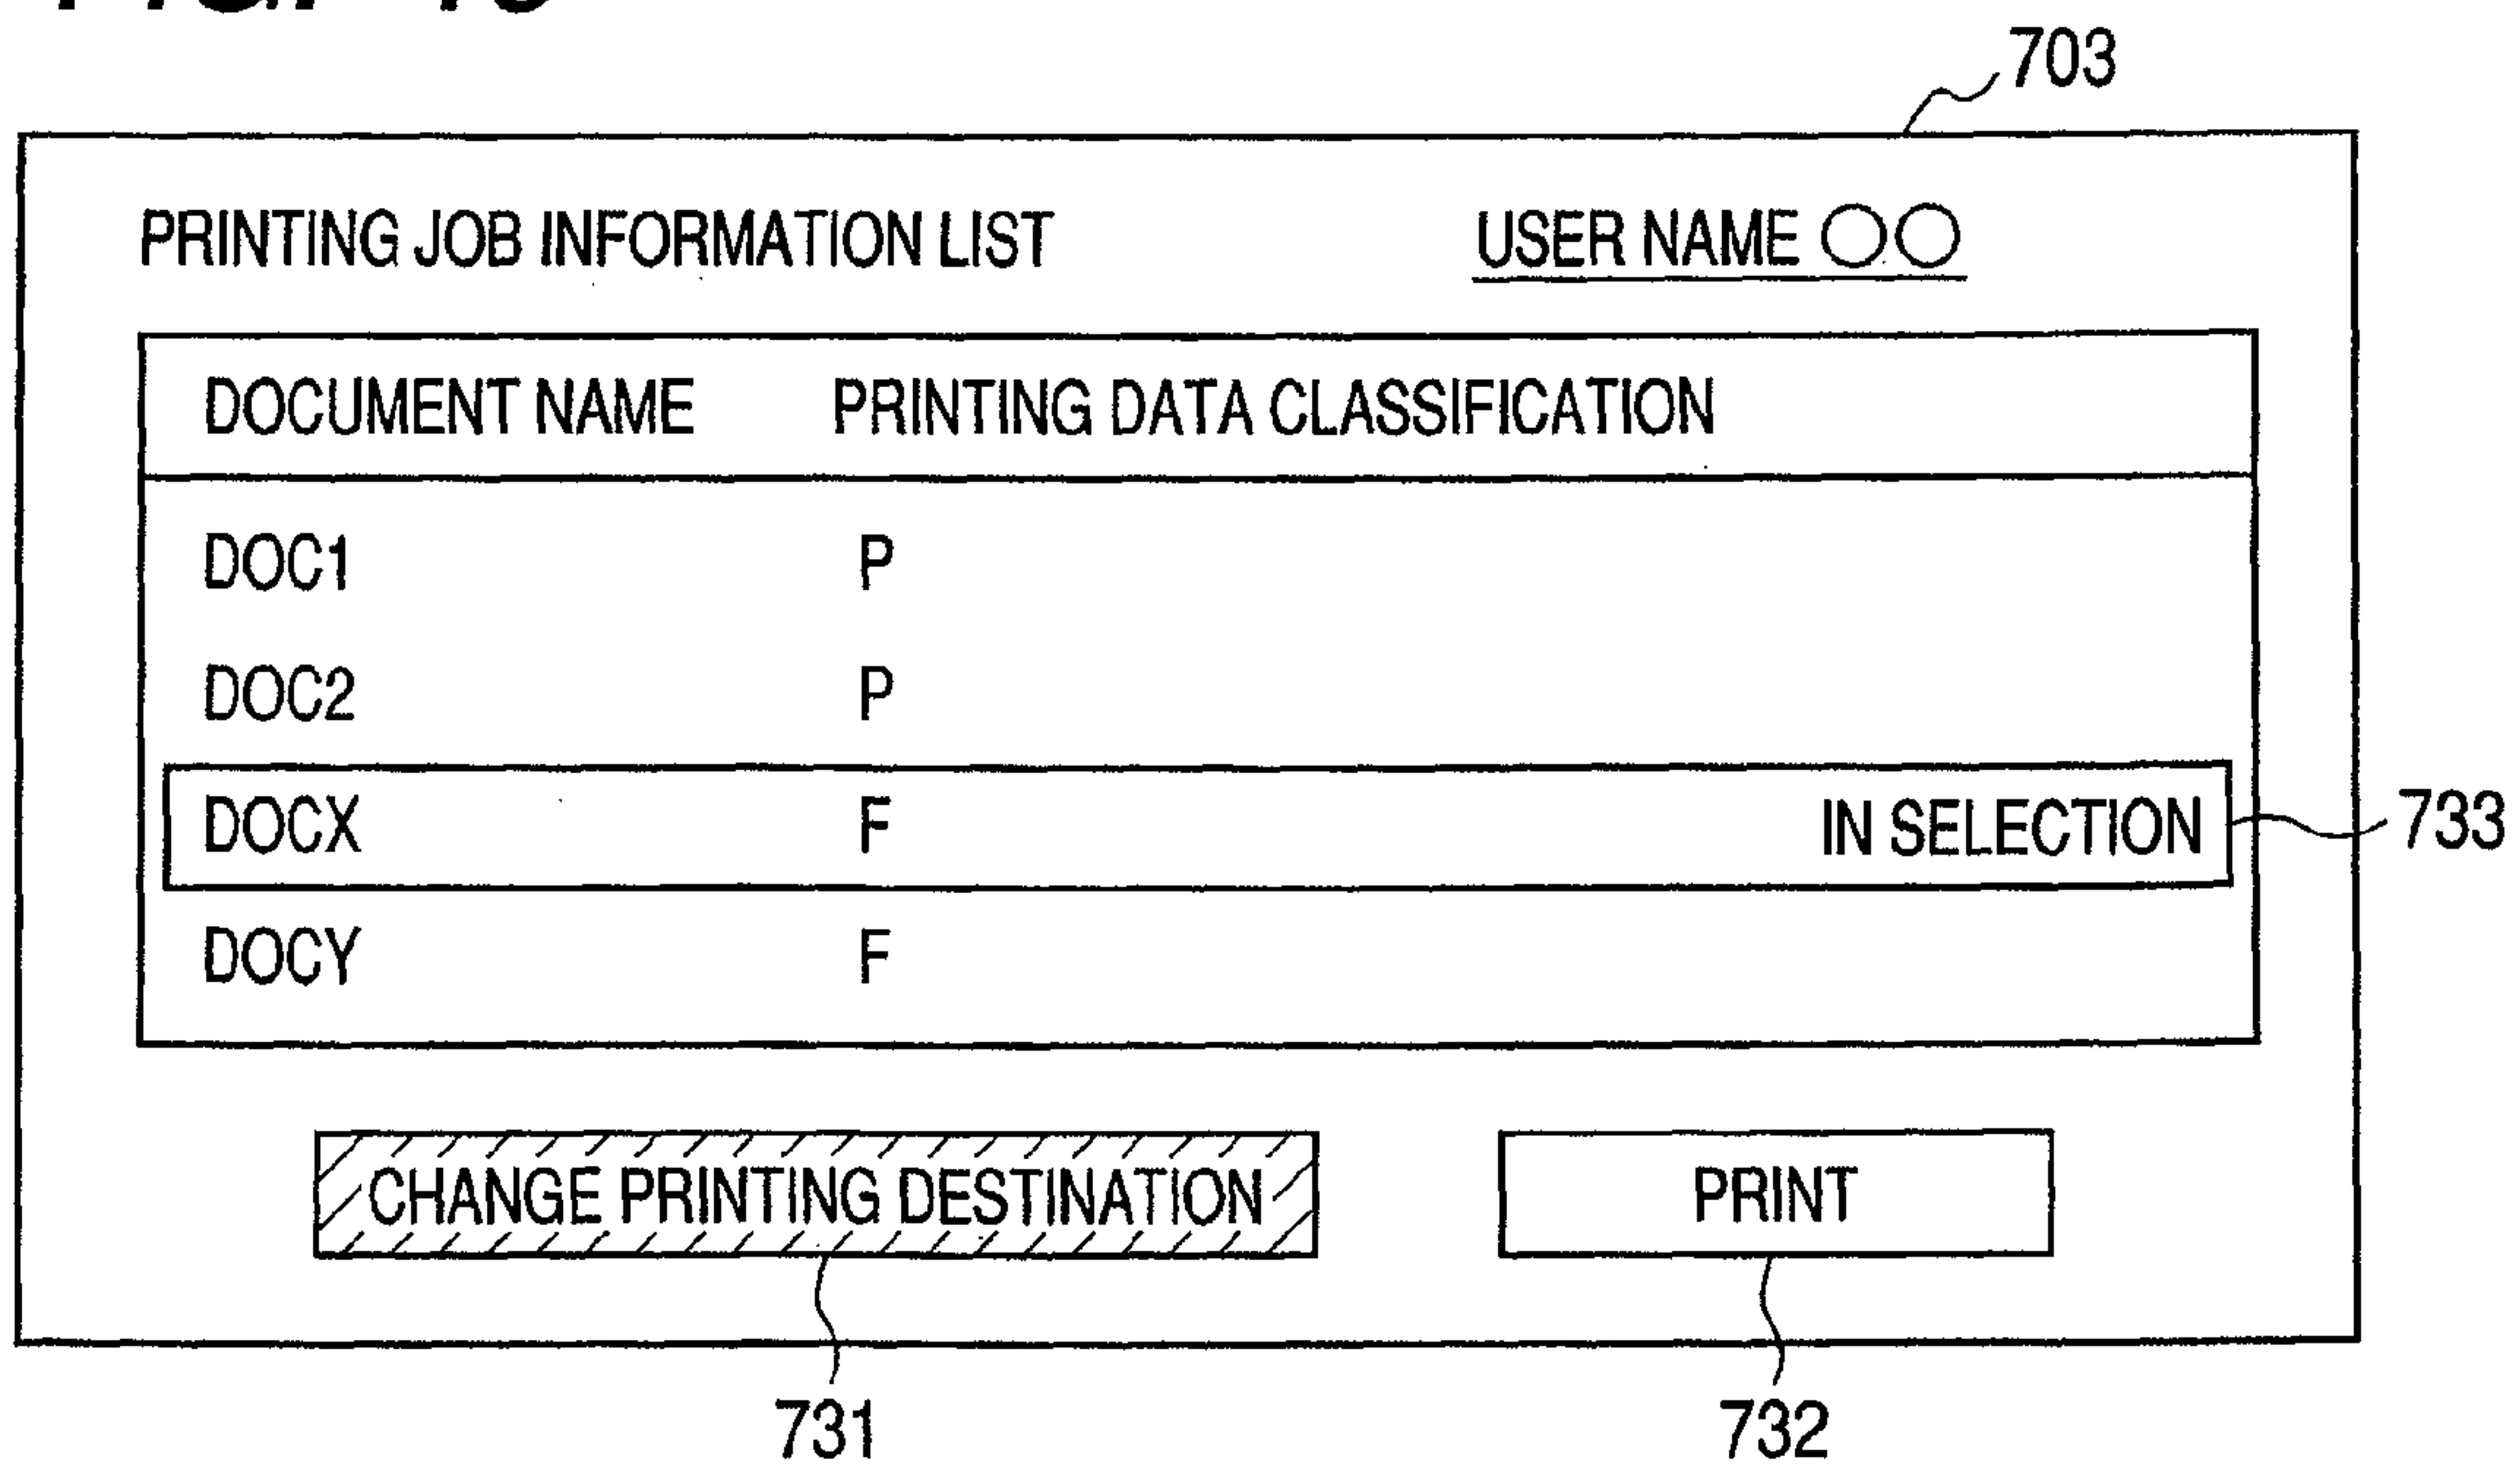 703
PRINTING JOB INFORMATION LIST USER NAME ○○
DOCUMENT NAME PRINTING DATA CLASSIFICATION
DOC1 P
DOC2 P
DOCX F IN SELECTION
733
DOCY F
CHANGE PRINTING DESTINATION PRINT
731 732